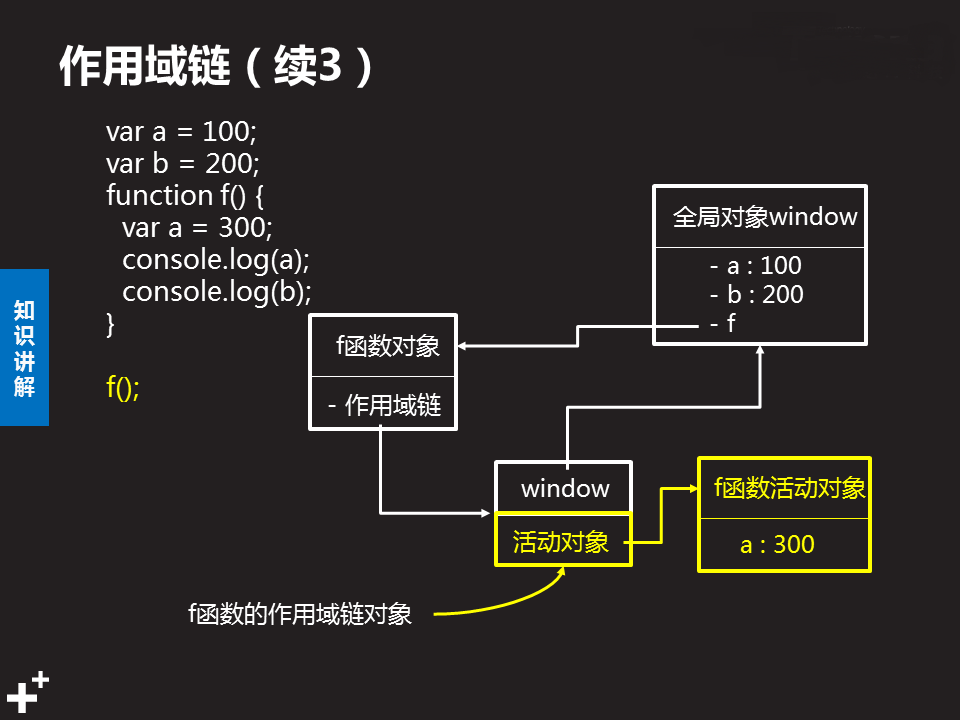 作用域链（续3）
var a = 100;
var b = 200;
function f() {
var a = 300;
console.log(a);
console.log(b);
}
f();
知
识
讲
解
全局对象window
- a : 100
- b : 200
- f
f函数对象
- 作用域链
window
活动对象
f函数活动对象
a : 300
f函数的作用域链对象